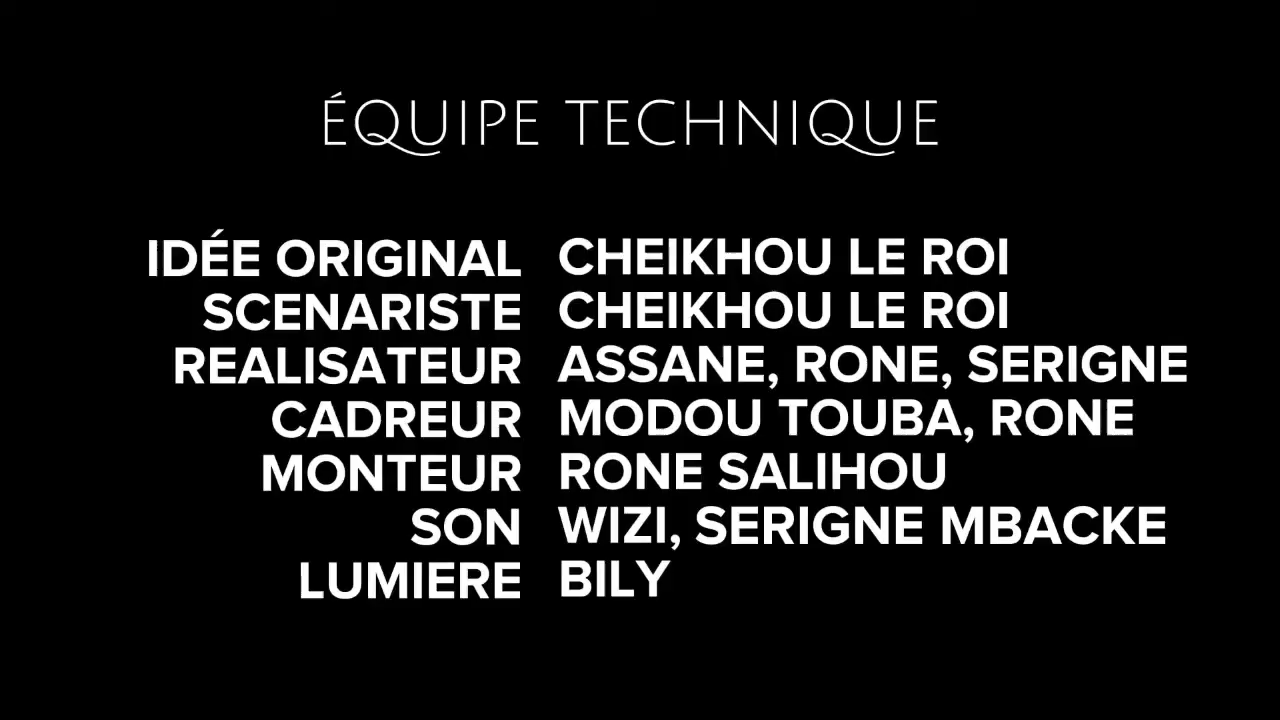 ÉQUIPE TECHNIQUE
IDÉE ORIGINAL CHEIKHOU LE ROI
SCENARISTE CHEIKHOU LE ROI
REALISATEUR ASSANE, RONE, SERIGNE
CADREUR MODOU TOUBA, RONE
MONTEUR RONE SALIHOU
SON WIZI, SERIGNE MBACKE
LUMIERE BILY